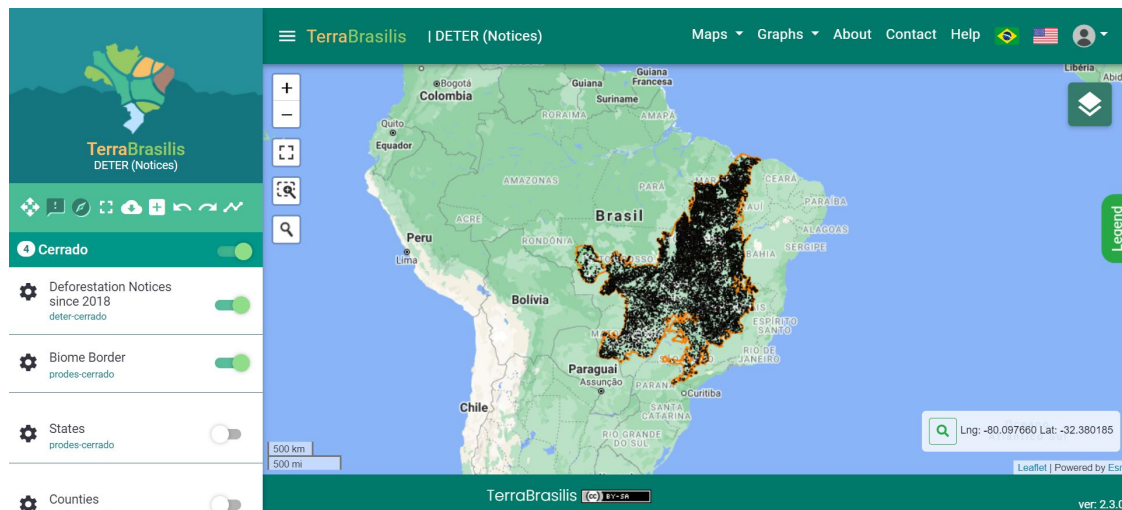 TerraBrasilis | DETER (Notices)
Maps Graphs About Contact Help
TerraBrasilis
DETER (Notices)
4 Cerrado
Deforestation Notices
since 2018
deter-cerrado
Biome Border
prodes-cerrado
States
prodes-cerrado
Counties
+
−
Bogotá
Colombia
Guiana
Guiana
Francesa
Suriname
Libéria
Abid
RORAIMA
AMAPÁ
Quito
Equador
AMAZONAS
PARÁ
CEARÁ
PARAÍBA
ACRE
Brasil
ALAGOAS
Peru
RONDÔNIA
SERGIPE
Lima
BAHIA
Bolívia
ESPÍRITO
SANTO
RIO DE
JANEIRO
Paraguai
Assunção
PARANÁ
Curitiba
Chile
SANTA
CATARINA
RIO GRANDE
DO SUL
Legend
500 km
500 mi
Lng: -80.097660 Lat: -32.380185
Leaflet | Powered by Esr
TerraBrasilis (cc) BY-SA
ver: 2.3.0